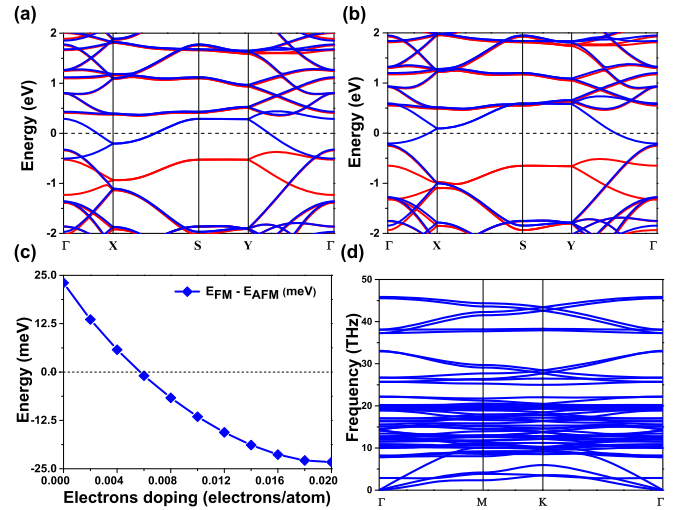 (a)
(b)
Energy (eV)
2
1
0
-1
-2
Γ X S Y Γ
Energy (eV)
2
1
0
-1
-2
Γ X S Y Γ
(c)
(d)
Energy (meV)
25.0
12.5
0.0
-12.5
-25.0
E_FM - E_AFM (meV)
0.000 0.004 0.008 0.012 0.016 0.020
Electrons doping (electrons/atom)
Frequency (THz)
50
40
30
20
10
0
Γ M K Γ